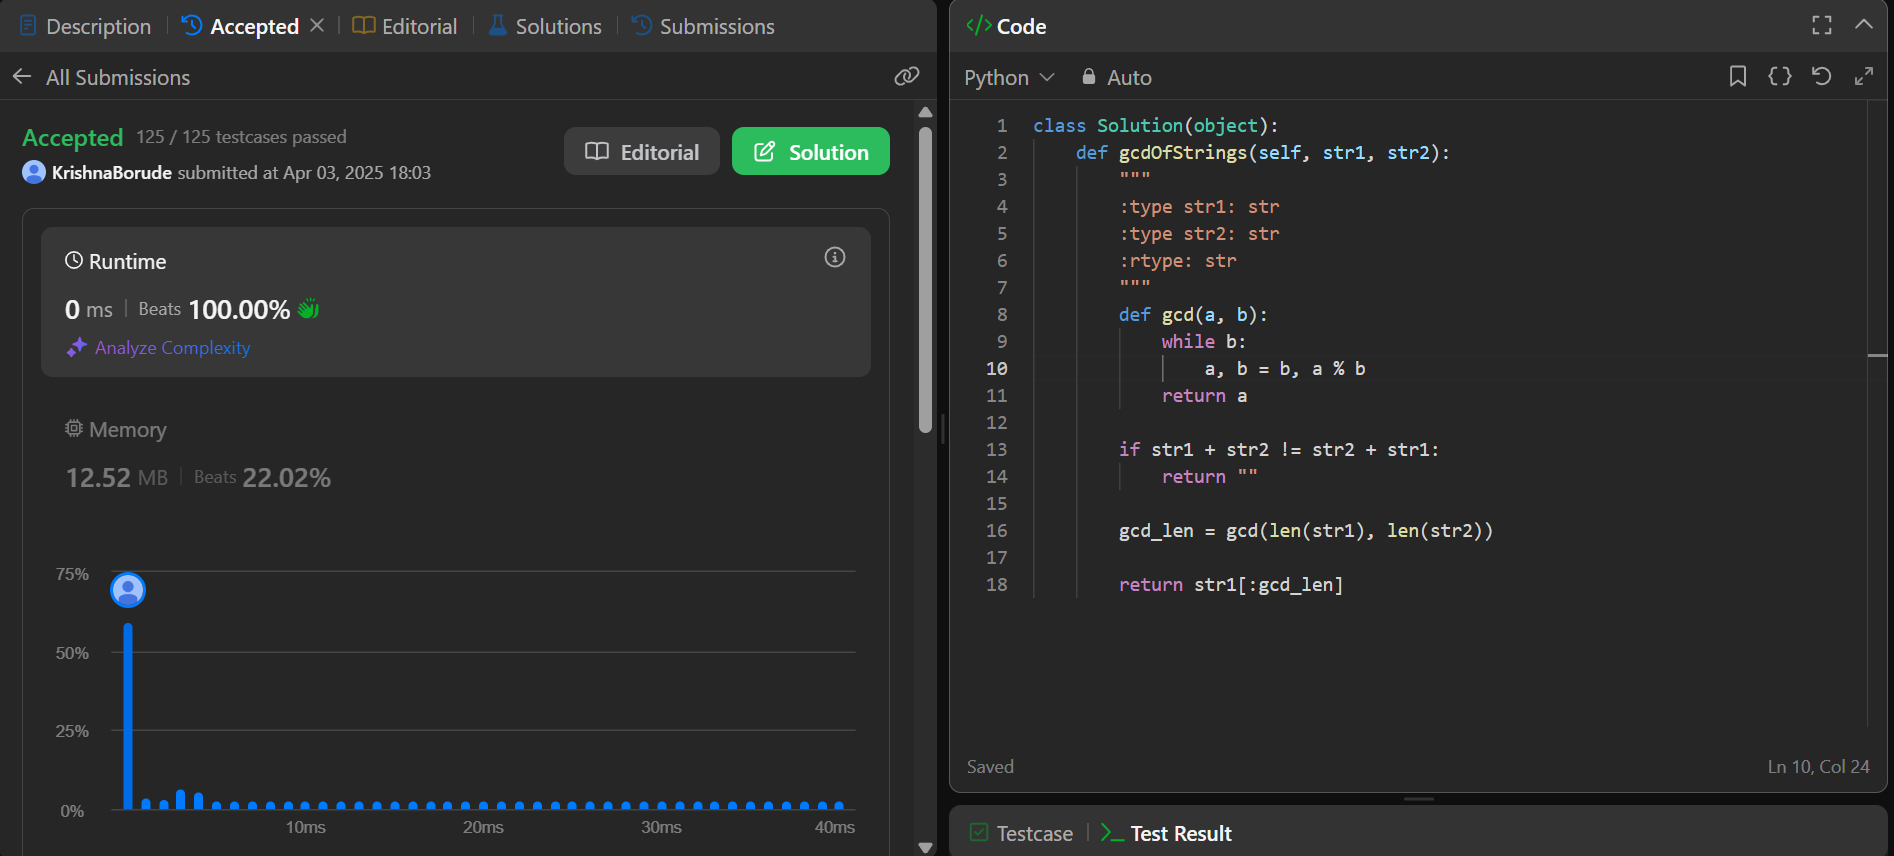 Description
Accepted
Editorial
Solutions
Submissions
All Submissions
Accepted 125 / 125 testcases passed
KrishnaBorude submitted at Apr 03, 2025 18:03
Editorial
Solution
Runtime
0 ms | Beats 100.00%
Analyze Complexity
Memory
12.52 MB | Beats 22.02%
75%
50%
25%
0%
10ms
20ms
30ms
40ms
</> Code
Python
Auto
1 class Solution(object):
2     def gcdOfStrings(self, str1, str2):
3         """
4         :type str1: str
5         :type str2: str
6         :rtype: str
7         """
8         def gcd(a, b):
9             while b:
10                 a, b = b, a % b
11             return a
12
13         if str1 + str2 != str2 + str1:
14             return ""
15
16         gcd_len = gcd(len(str1), len(str2))
17
18         return str1[:gcd_len]
Saved
Ln 10, Col 24
Testcase
Test Result